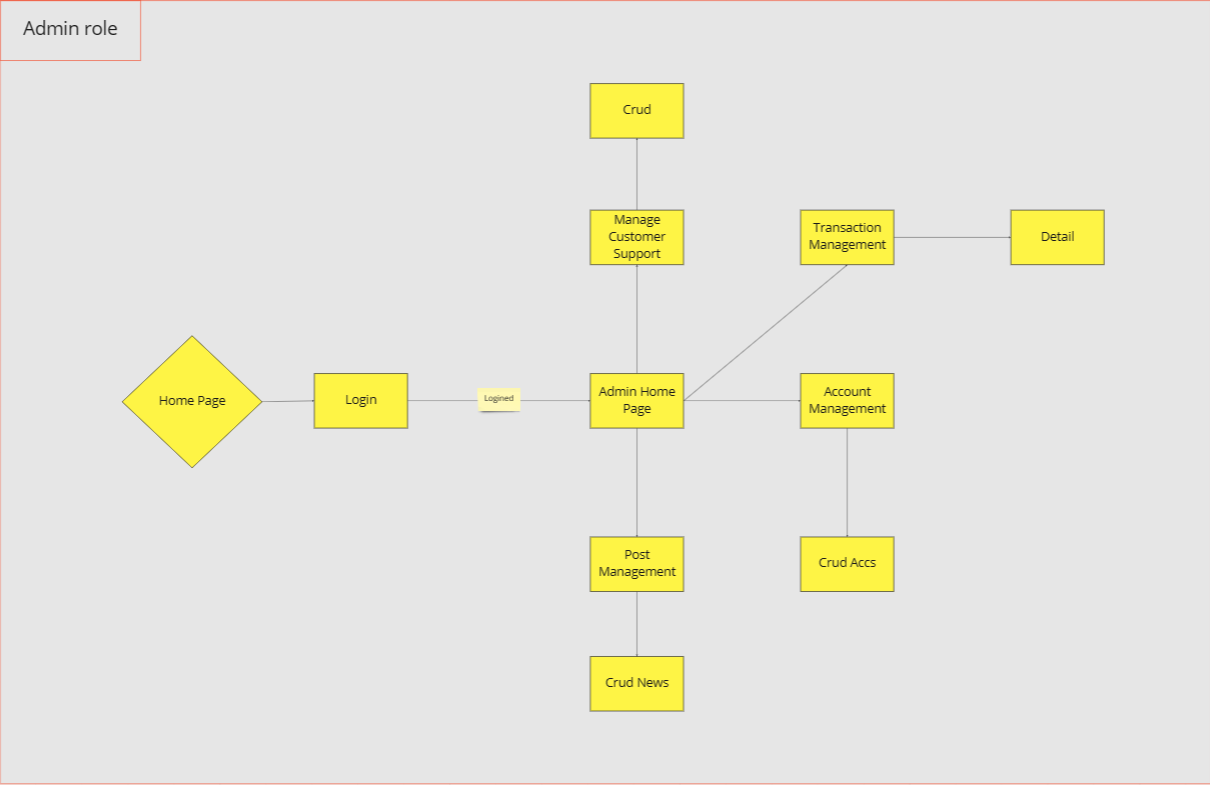 Admin role
Crud
Manage
Customer
Support
Transaction
Management
Detail
Home Page
Login
Logined
Admin Home
Page
Account
Management
Post
Management
Crud Accs
Crud News